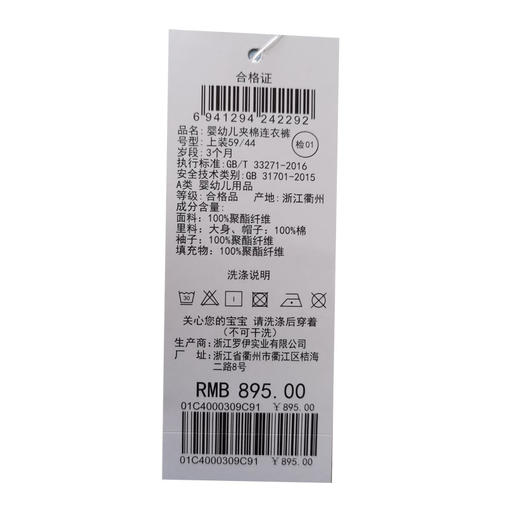 合格证
6 941294 242292
品名: 婴幼儿夹棉连衣裤
号型: 上装59/44
岁段: 3个月
检01
执行标准:GB/T 33271-2016
安全技术类别:GB 31701-2015
A类 婴幼儿用品
等级: 合格品 产地: 浙江衢州
成分含量:
面料: 100%聚酯纤维
里料: 大身、帽子: 100%棉
袖子: 100%聚酯纤维
填充物: 100%聚酯纤维
洗涤说明
30
关心您的宝宝 请洗涤后穿着
(不可干洗)
生产商: 浙江罗伊实业有限公司
厂 址: 浙江省衢州市衢江区桔海
二路8号
RMB 895.00
01C4000309C91 ￥895.00
01C4000309C91 ￥895.00